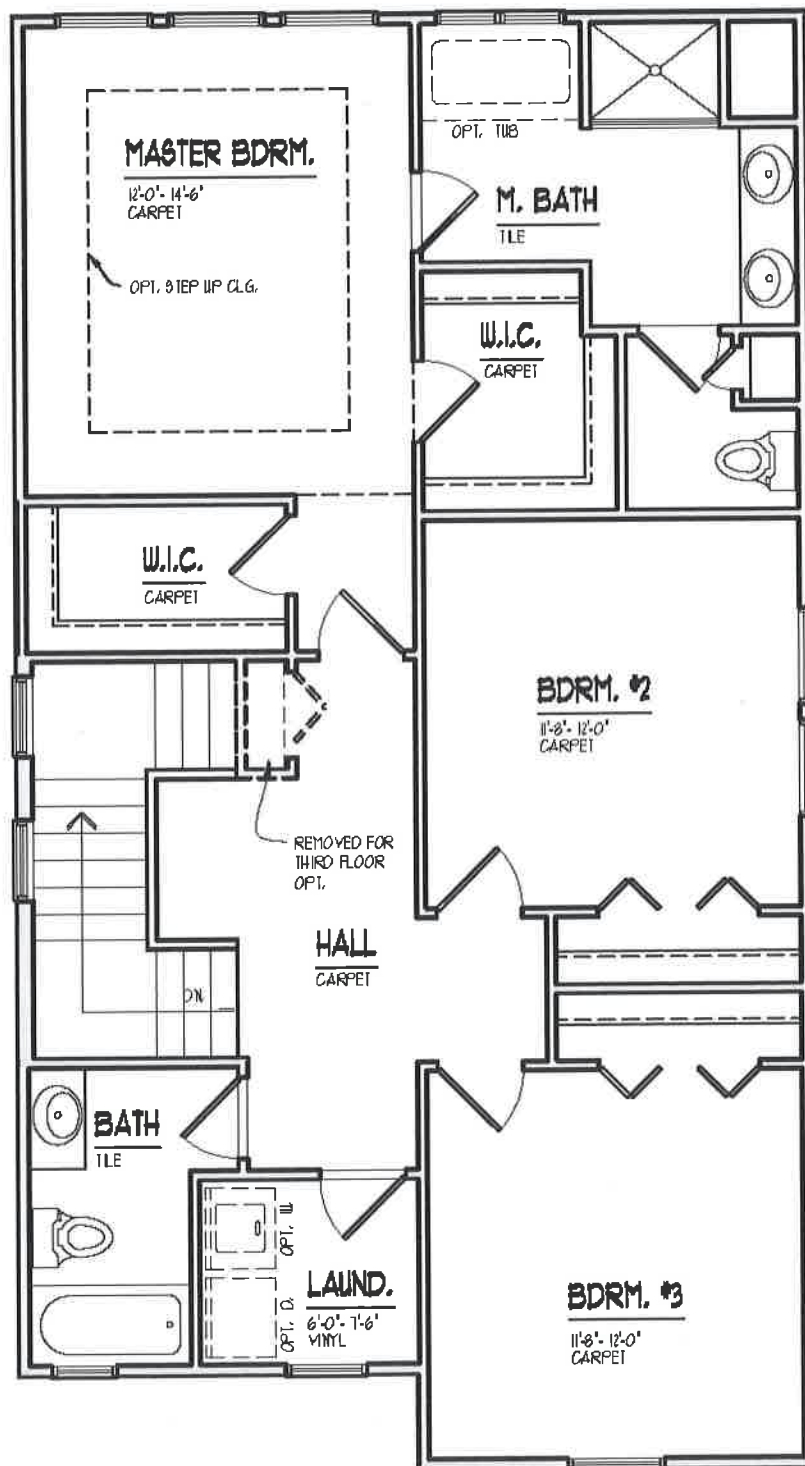 MASTER BDRM.
12'-0" - 14'-6"
CARPET
OPT. STEP UP CLG.
OPT. TUB
M. BATH
TILE
W.I.C.
CARPET
W.I.C.
CARPET
BDRM. #2
11'-8" - 12'-0"
CARPET
REMOVED FOR
THIRD FLOOR
OPT.
HALL
CARPET
DN
BATH
TILE
OPT. W.
OPT. D.
LAUND.
6'-0" - 7'-6"
VINYL
BDRM. #3
11'-8" - 12'-0"
CARPET